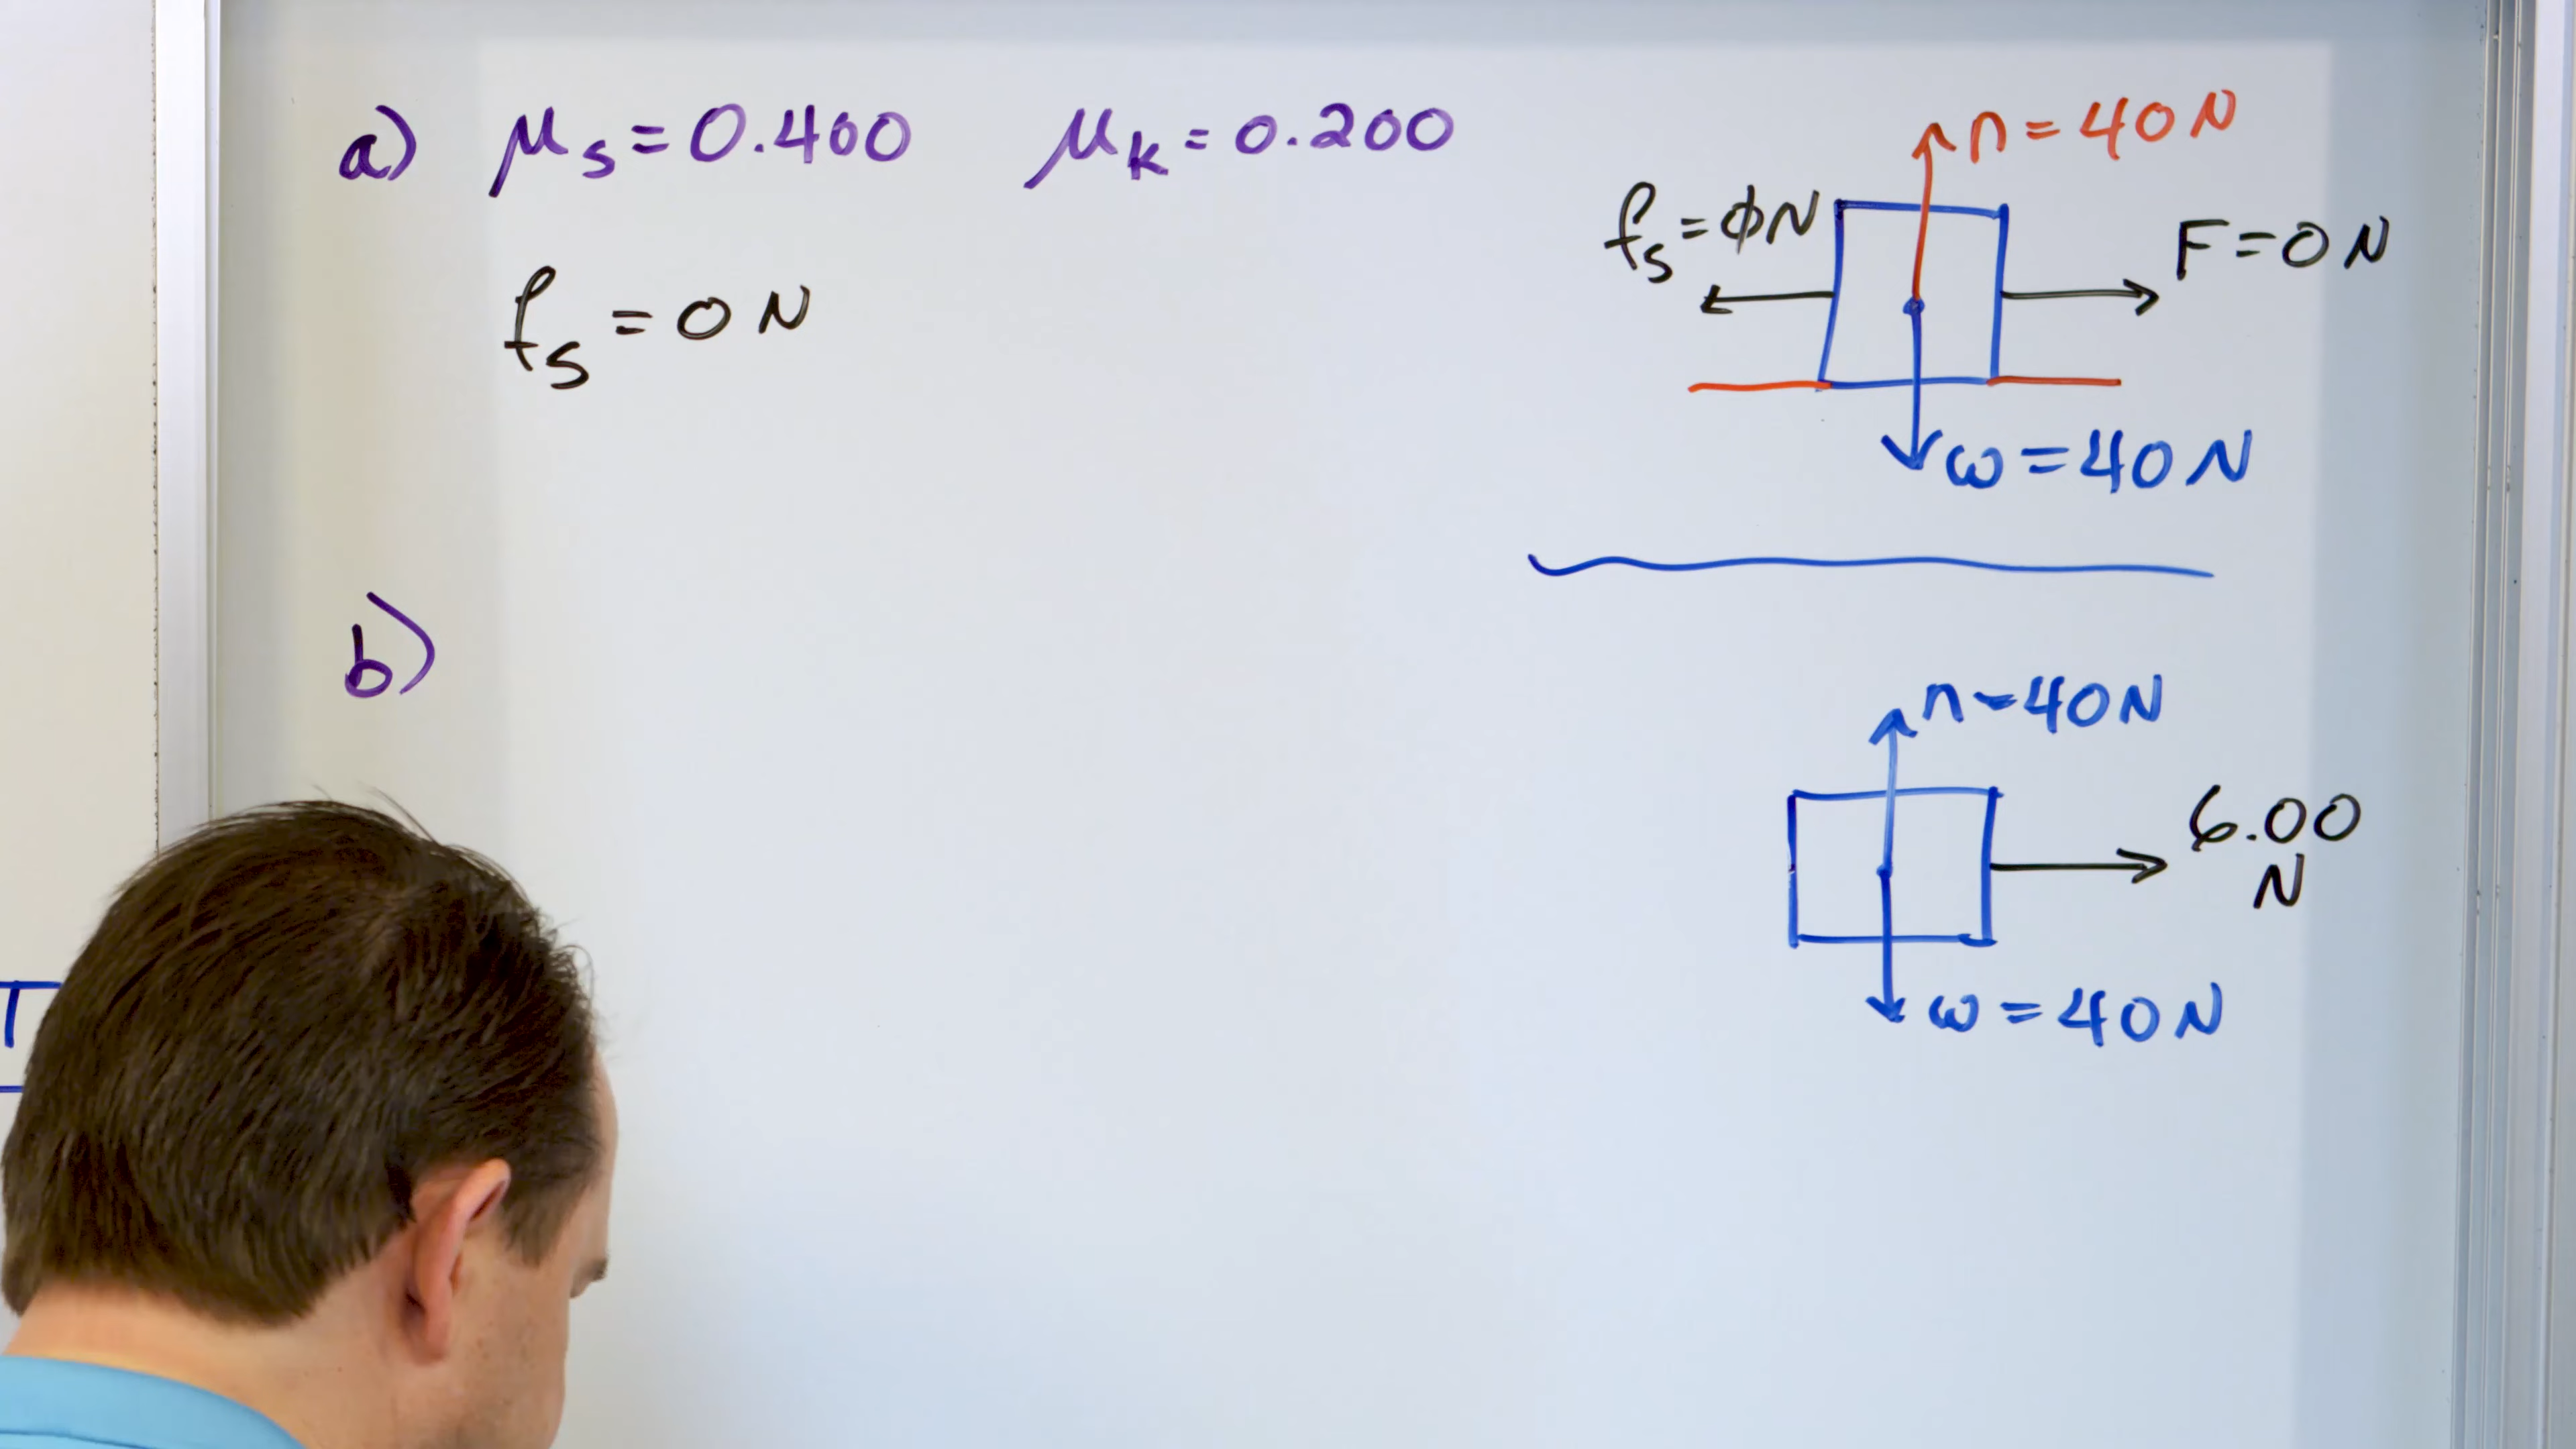 a) μs = 0.400 μk = 0.200
n = 40 N
fs = 0 N
F = 0 N
fs = 0 N
ω = 40 N
b)
n = 40 N
6.00
N
ω = 40 N
T